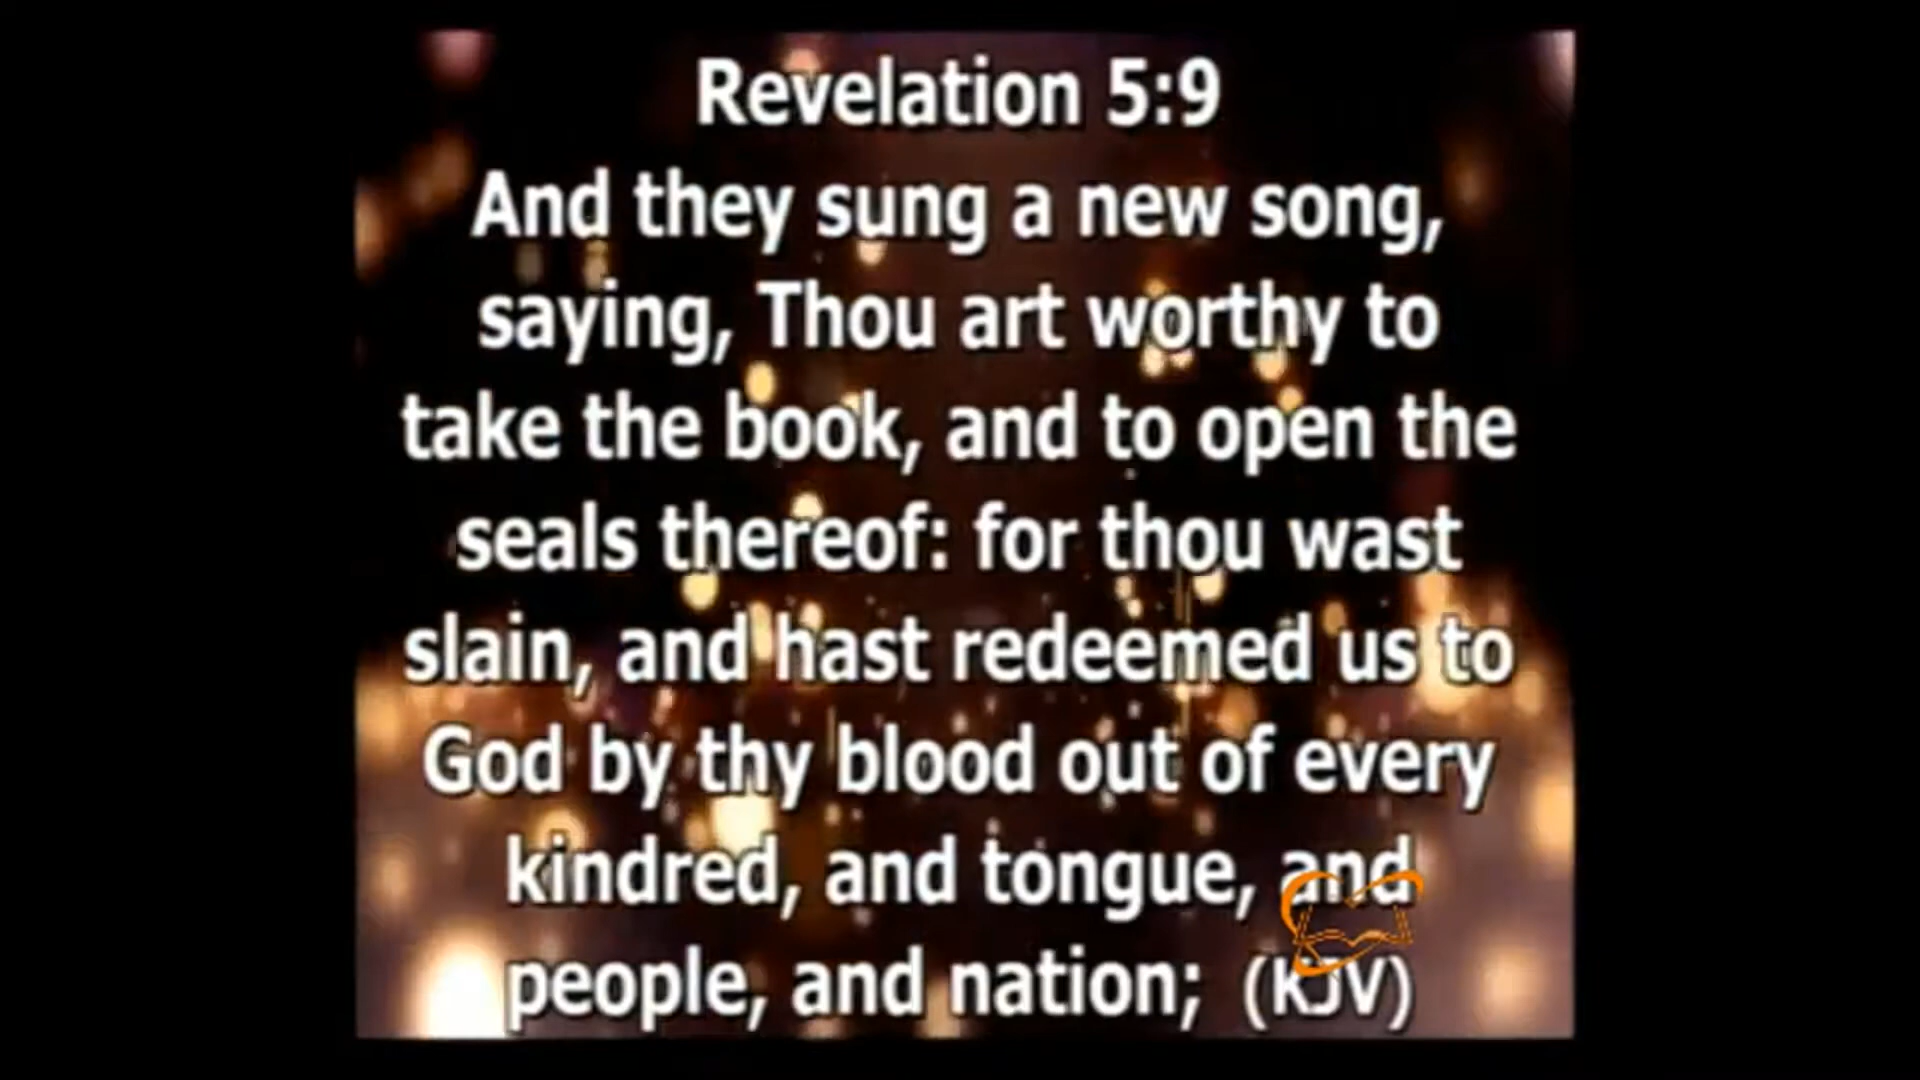 Revelation 5:9
And they sung a new song,
saying, Thou art worthy to
take the book, and to open the
seals thereof: for thou wast
slain, and hast redeemed us to
God by thy blood out of every
kindred, and tongue, and
people, and nation; (KJV)